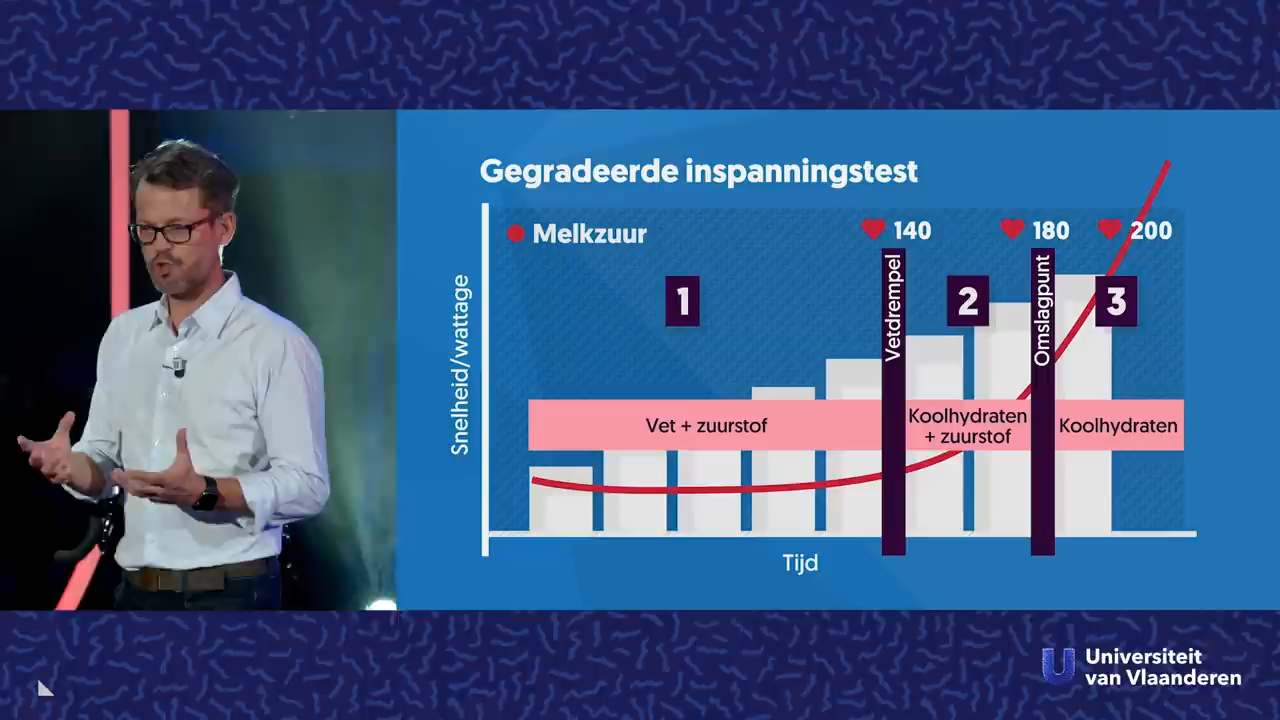 Gegradeerde inspanningstest
Melkzuur
140
180
200
1
2
3
Snelheid/wattage
Vetdrempel
Omslagpunt
Vet + zuurstof
Koolhydraten
+ zuurstof
Koolhydraten
Tijd
Universiteit
van Vlaanderen